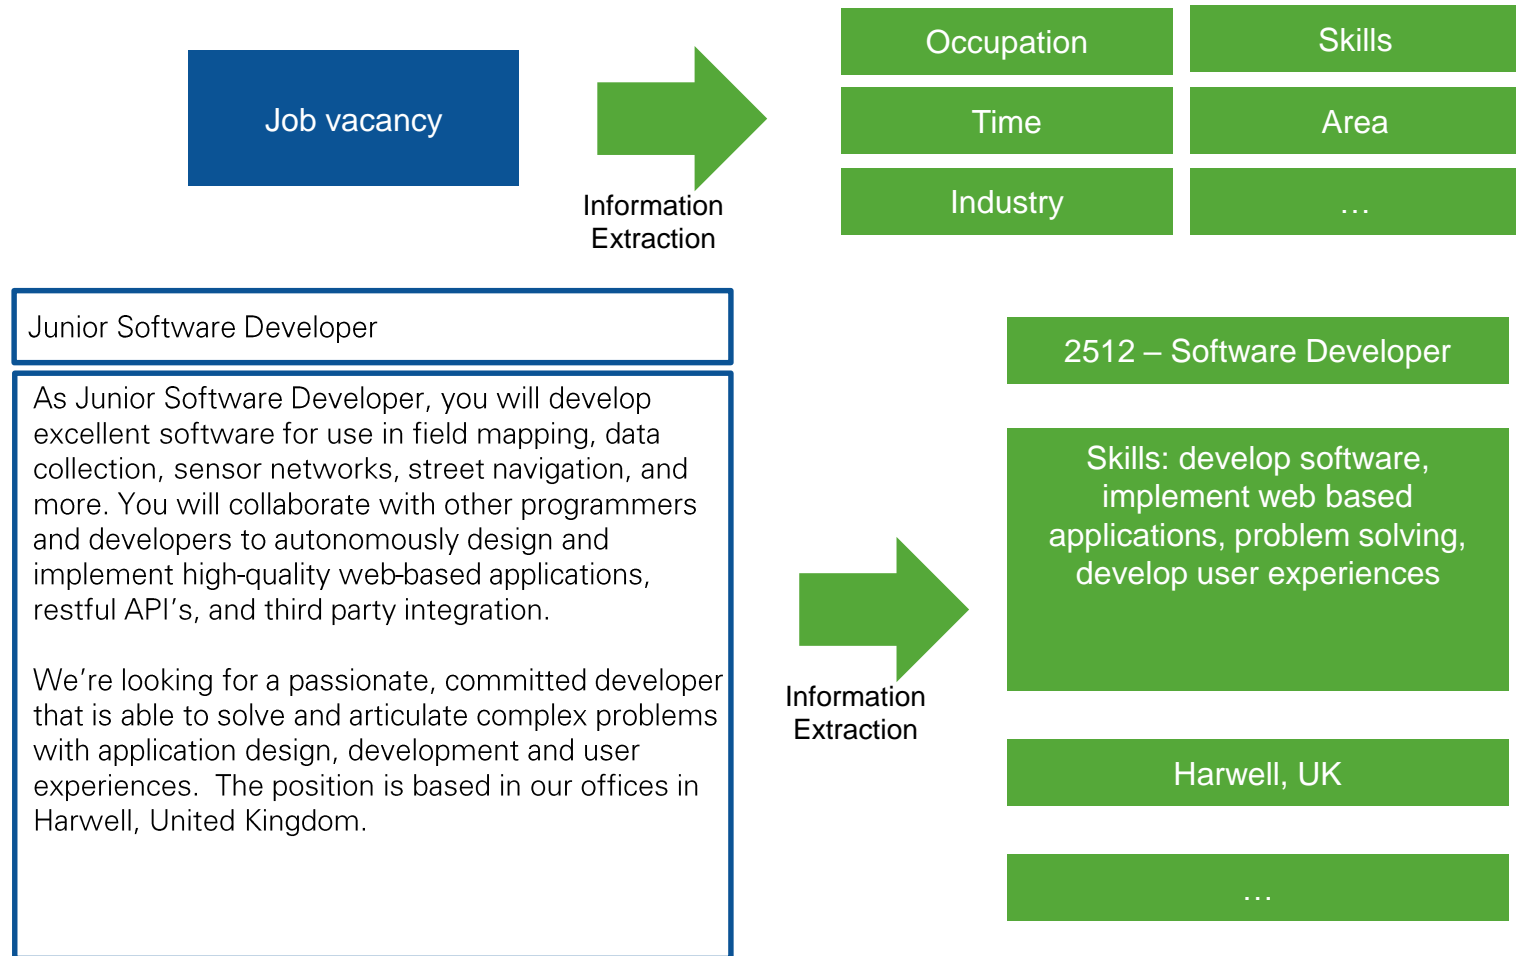 Job vacancy
Information
Extraction
Occupation
Skills
Time
Area
Industry
…
Junior Software Developer
As Junior Software Developer, you will develop
excellent software for use in field mapping, data
collection, sensor networks, street navigation, and
more. You will collaborate with other programmers
and developers to autonomously design and
implement high-quality web-based applications,
restful API's, and third party integration.
We're looking for a passionate, committed developer
that is able to solve and articulate complex problems
with application design, development and user
experiences.  The position is based in our offices in
Harwell, United Kingdom.
Information
Extraction
2512 – Software Developer
Skills: develop software,
implement web based
applications, problem solving,
develop user experiences
Harwell, UK
…